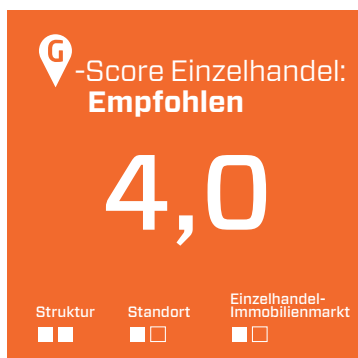 G-Score Einzelhandel:
Empfohlen
4,0
Struktur
Standort
Einzelhandel-
Immobilienmarkt